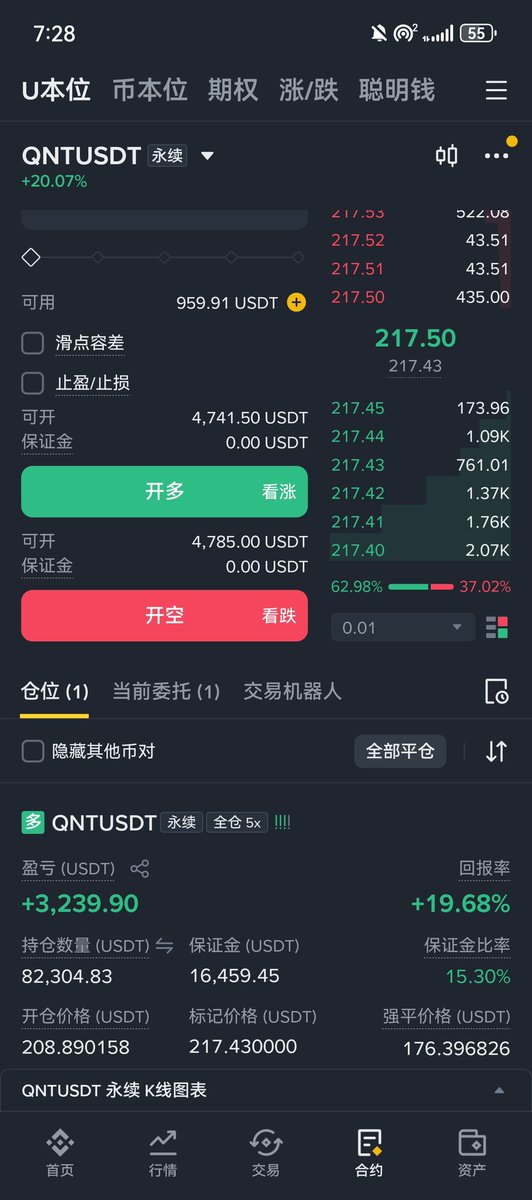 7:28
2
55
U本位 币本位 期权 涨/跌 聪明钱
QNTUSDT 永续
+20.07%
217.53 522.08
217.52 43.51
217.51 43.51
217.50 435.00
可用 959.91 USDT
滑点容差
止盈/止损
可开 4,741.50 USDT
保证金 0.00 USDT
开多 看涨
可开 4,785.00 USDT
保证金 0.00 USDT
开空 看跌
217.50
217.43
217.45 173.96
217.44 1.09K
217.43 761.01
217.42 1.37K
217.41 1.76K
217.40 2.07K
62.98% 37.02%
0.01
仓位 (1) 当前委托 (1) 交易机器人
隐藏其他币对 全部平仓
多 QNTUSDT 永续 全仓 5x
盈亏 (USDT) 回报率
+3,239.90 +19.68%
持仓数量 (USDT) 保证金 (USDT) 保证金比率
82,304.83 16,459.45 15.30%
开仓价格 (USDT) 标记价格 (USDT) 强平价格 (USDT)
208.890158 217.430000 176.396826
QNTUSDT 永续 K线图表
首页 行情 交易 合约 资产